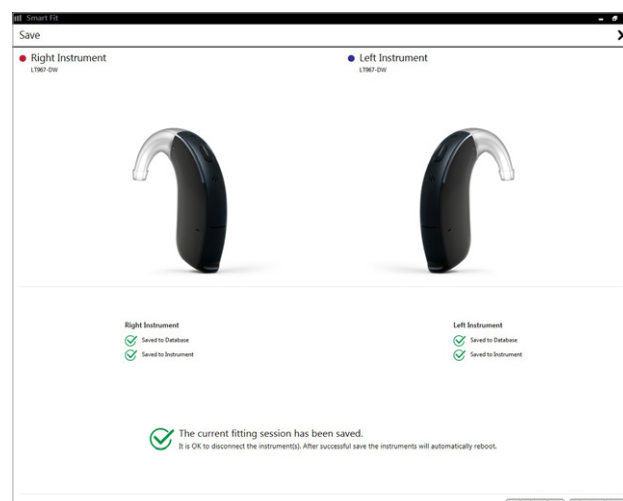 Smart Fit
Save
Right Instrument
LT967-DW
Left Instrument
LT967-DW
Right Instrument
Saved to Database
Saved to Instrument
Left Instrument
Saved to Database
Saved to Instrument
The current fitting session has been saved.
It is OK to disconnect the instrument(s). After successful save the instruments will automatically reboot.